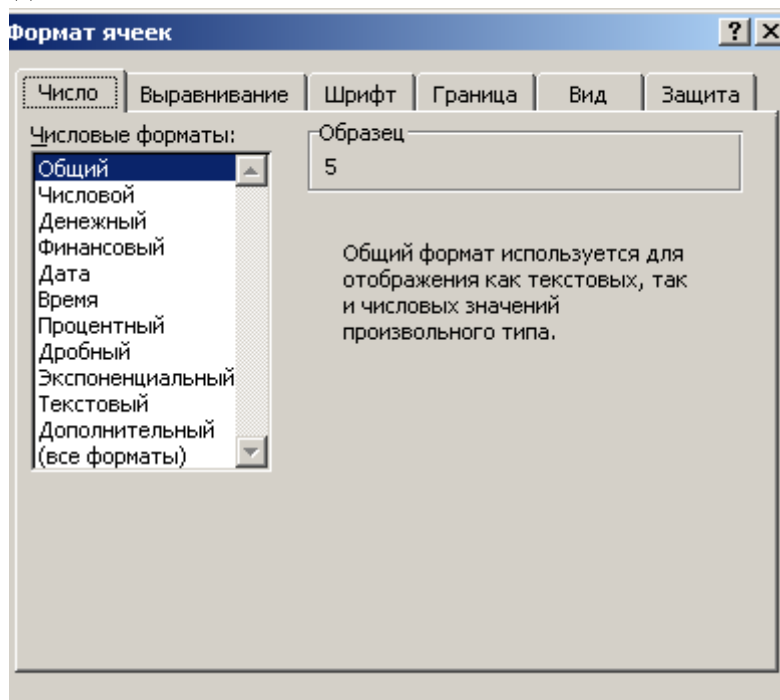 Формат ячеек
Число Выравнивание Шрифт Граница Вид Защита
Числовые форматы:
Общий
Числовой
Денежный
Финансовый
Дата
Время
Процентный
Дробный
Экспоненциальный
Текстовый
Дополнительный
(все форматы)
Образец
5
Общий формат используется для
отображения как текстовых, так
и числовых значений
произвольного типа.